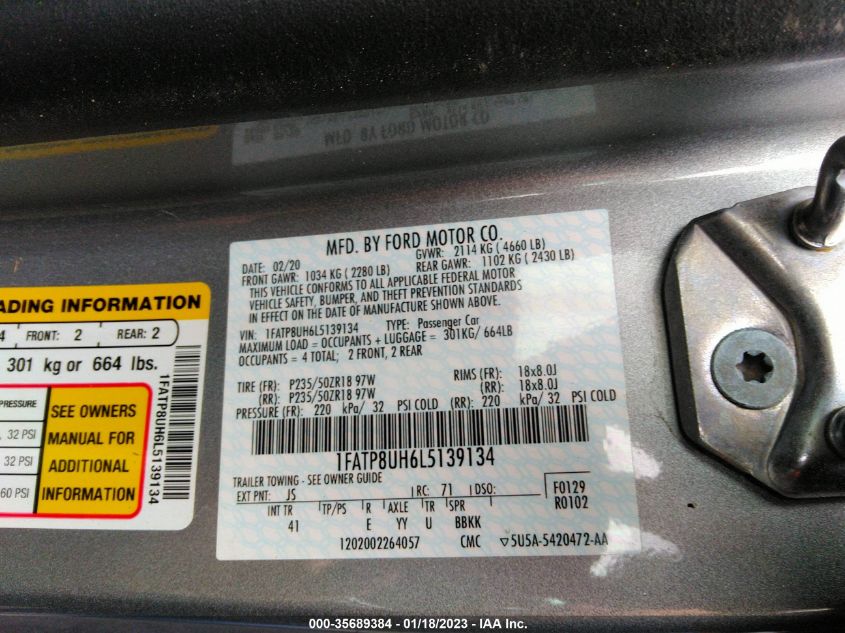 MFD. BY FORD MOTOR CO.
DATE: 02/20 GVWR: 2114 KG ( 4660 LB)
FRONT GAWR: 1034 KG ( 2280 LB) REAR GAWR: 1102 KG ( 2430 LB)
THIS VEHICLE CONFORMS TO ALL APPLICABLE FEDERAL MOTOR
VEHICLE SAFETY, BUMPER, AND THEFT PREVENTION STANDARDS
IN EFFECT ON THE DATE OF MANUFACTURE SHOWN ABOVE.
VIN: 1FATP8UH6L5139134 TYPE: Passenger Car
MAXIMUM LOAD = OCCUPANTS + LUGGAGE = 301KG/ 664LB
OCCUPANTS = 4 TOTAL; 2 FRONT, 2 REAR
TIRE (FR): P235/50ZR18 97W RIMS (FR): 18x8.0J
(RR): P235/50ZR18 97W (RR): 18x8.0J
PRESSURE (FR): 220 kPa/ 32 PSI COLD (RR): 220 kPa/ 32 PSI COLD
1FATP8UH6L5139134
TRAILER TOWING - SEE OWNER GUIDE
EXT PNT: JS RC: 71 DSO: F0129
R0102
INT TR TP/PS R AXLE TR SPR
41 E YY U BBKK
1202002264057 CMC ▽5U5A-5420472-AA
ADING INFORMATION
4 FRONT: 2 REAR: 2
301 kg or 664 lbs.
PRESSURE SEE OWNERS
, 32 PSI MANUAL FOR
, 32 PSI ADDITIONAL
60 PSI INFORMATION
1FATP8UH6L5139134
MFD BY FORD MOTOR CO
000-35689384 - 01/18/2023 - IAA Inc.